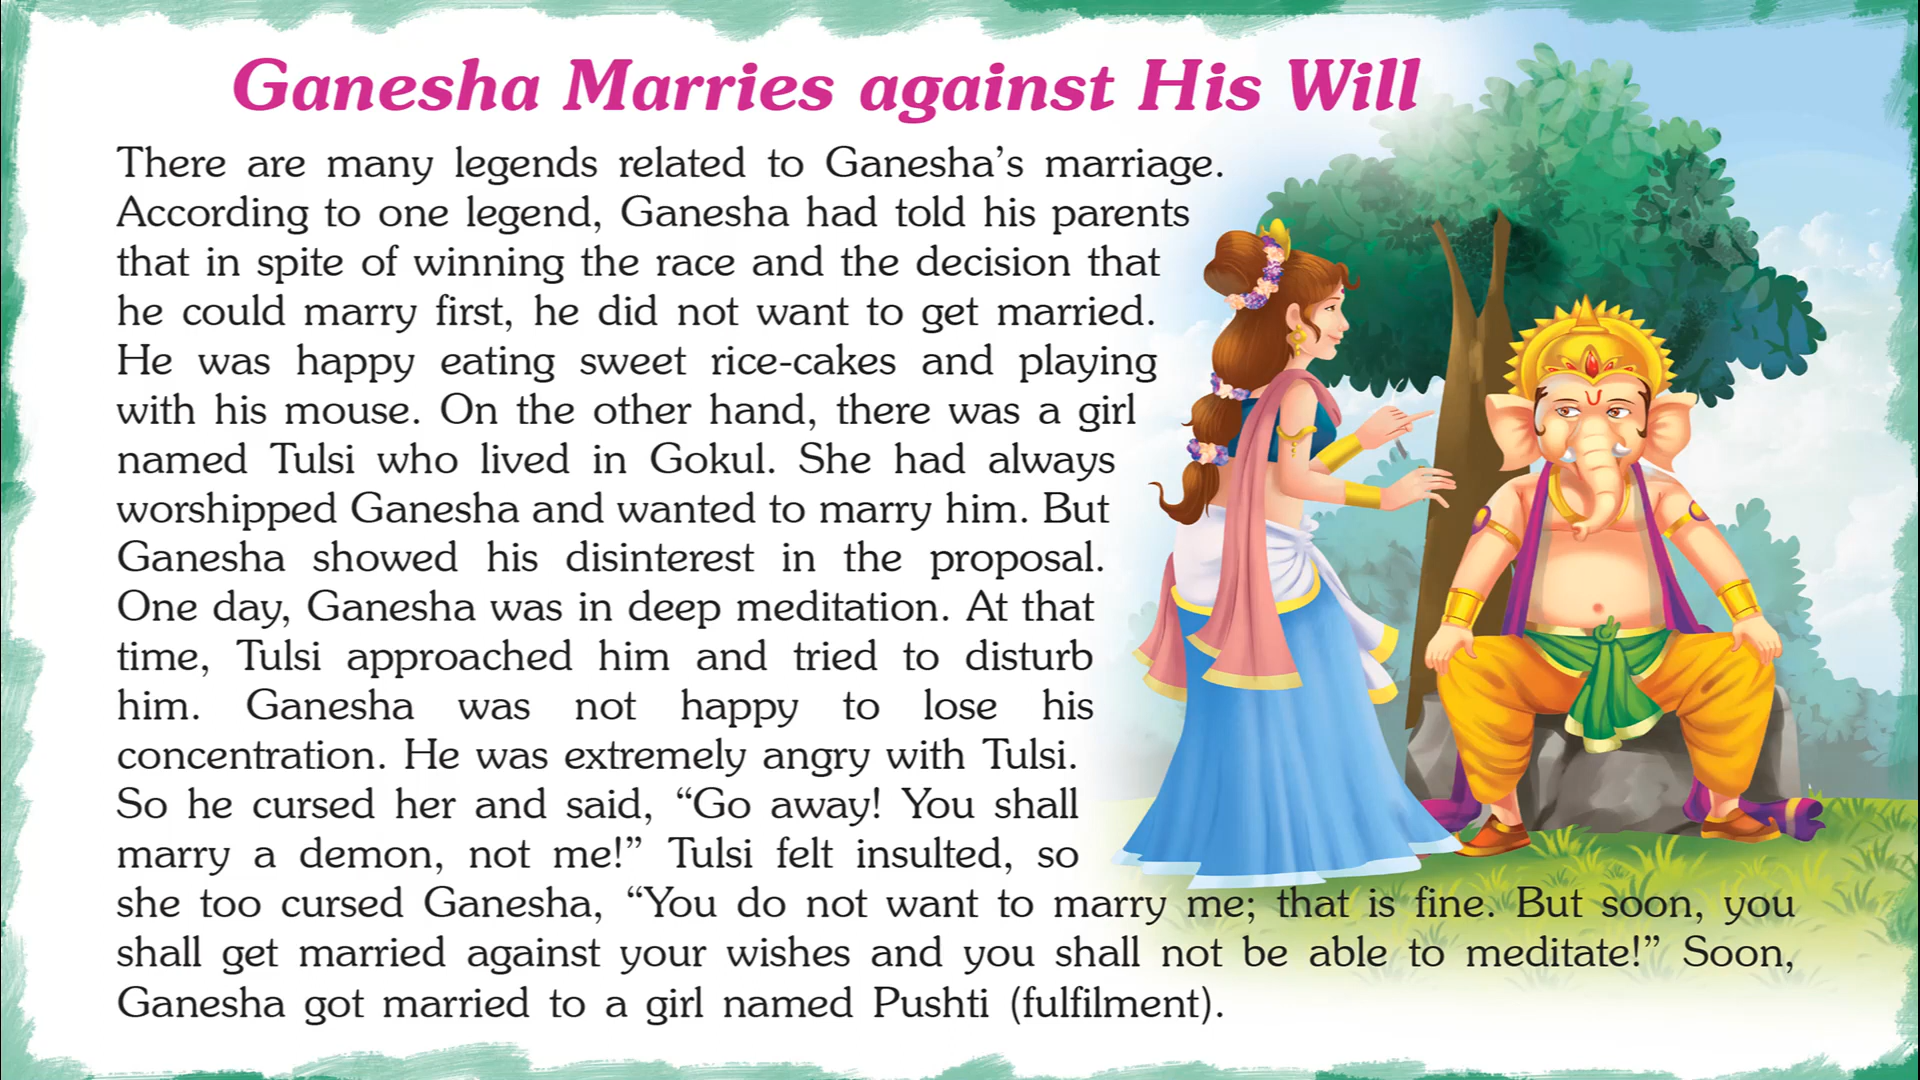 Ganesha Marries against His Will
There are many legends related to Ganesha’s marriage.
According to one legend, Ganesha had told his parents
that in spite of winning the race and the decision that
he could marry first, he did not want to get married.
He was happy eating sweet rice-cakes and playing
with his mouse. On the other hand, there was a girl
named Tulsi who lived in Gokul. She had always
worshipped Ganesha and wanted to marry him. But
Ganesha showed his disinterest in the proposal.
One day, Ganesha was in deep meditation. At that
time, Tulsi approached him and tried to disturb
him. Ganesha was not happy to lose his
concentration. He was extremely angry with Tulsi.
So he cursed her and said, “Go away! You shall
marry a demon, not me!” Tulsi felt insulted, so
she too cursed Ganesha, “You do not want to marry me; that is fine. But soon, you
shall get married against your wishes and you shall not be able to meditate!” Soon,
Ganesha got married to a girl named Pushti (fulfilment).